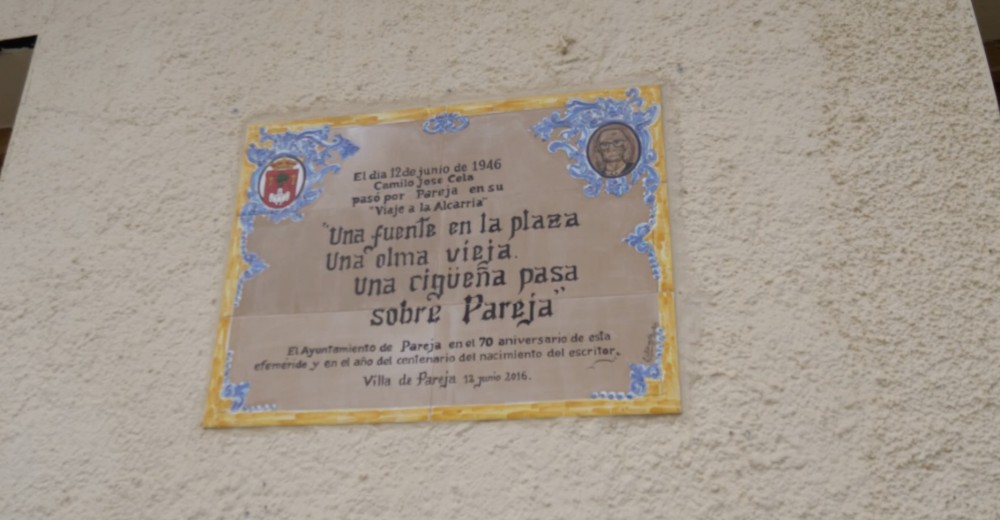 El día 12 de junio de 1946
Camilo Jose Cela
pasó por Pareja en su
"Viaje a la Alcarria"
"Una fuente en la plaza
Una olma vieja.
Una cigüeña pasa
sobre Pareja"
El Ayuntamiento de Pareja en el 70 aniversario de esta
efeméride y en el año del centenario del nacimiento del escritor.
Villa de Pareja 12 junio 2016.